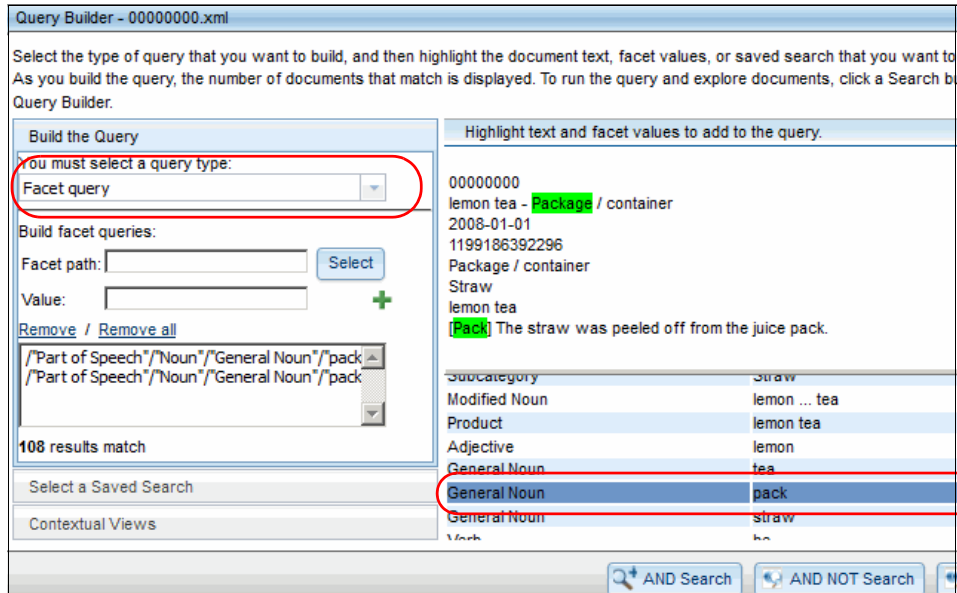 Query Builder - 00000000.xml
Select the type of query that you want to build, and then highlight the document text, facet values, or saved search that you want to
As you build the query, the number of documents that match is displayed. To run the query and explore documents, click a Search
Query Builder.
Build the Query
You must select a query type:
Facet query
Build facet queries:
Facet path:
Select
Value:
Remove / Remove all
/"Part of Speech"/"Noun"/"General Noun"/"pack
/"Part of Speech"/"Noun"/"General Noun"/"pack
108 results match
Select a Saved Search
Contextual Views
Highlight text and facet values to add to the query.
00000000
lemon tea - Package / container
2008-01-01
1199186392296
Package / container
Straw
lemon tea
[Pack] The straw was peeled off from the juice pack.
Subcategory Straw
Modified Noun lemon ... tea
Product lemon tea
Adjective lemon
General Noun tea
General Noun pack
General Noun straw
AND Search
AND NOT Search